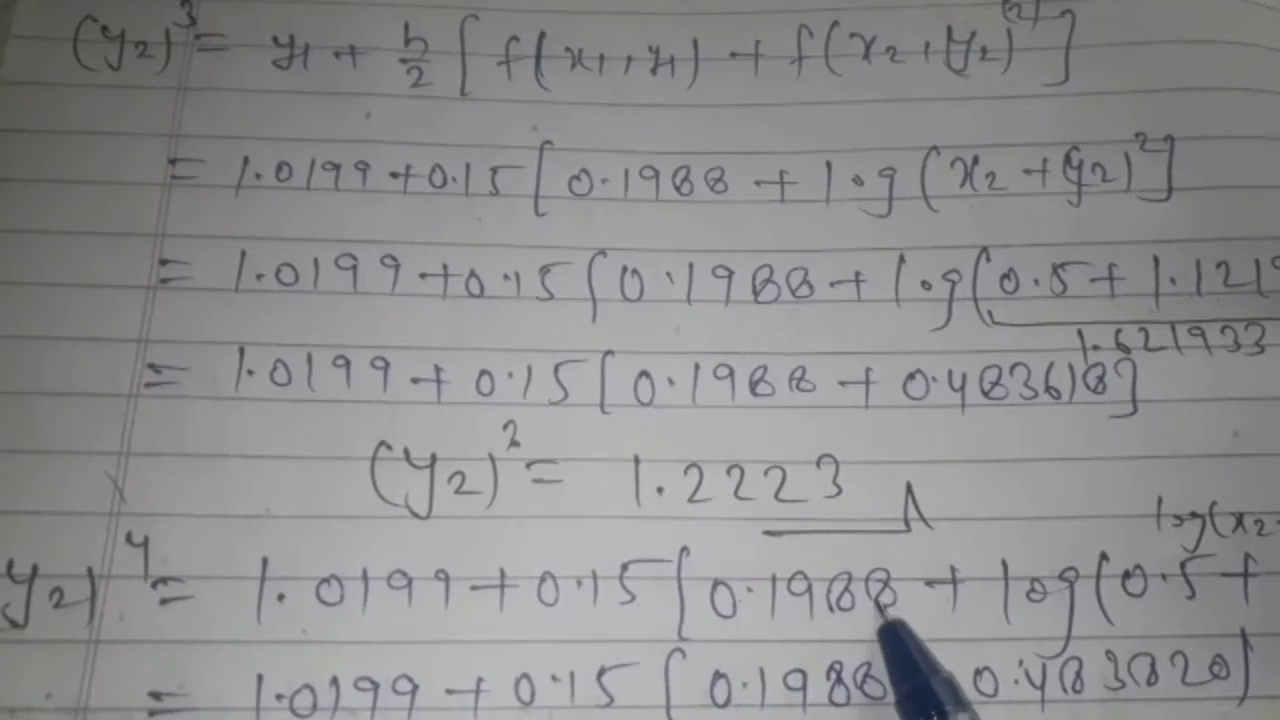 (y2)^3 = y1 + h/2 [ f(x1, y1) + f(x2 + y2)^(2) ]
= 1.0199 + 0.15 [ 0.1988 + log (x2 + y2)^2 ]
= 1.0199 + 0.15 [ 0.1988 + log (0.5 + 1.121
1.621933
= 1.0199 + 0.15 [ 0.1988 + 0.483618 ]
(y2)^2 = 1.2223
log(x2
y2)^4 = 1.0199 + 0.15 [ 0.1988 + log (0.5 +
= 1.0199 + 0.15 [ 0.1988 0.483820 )